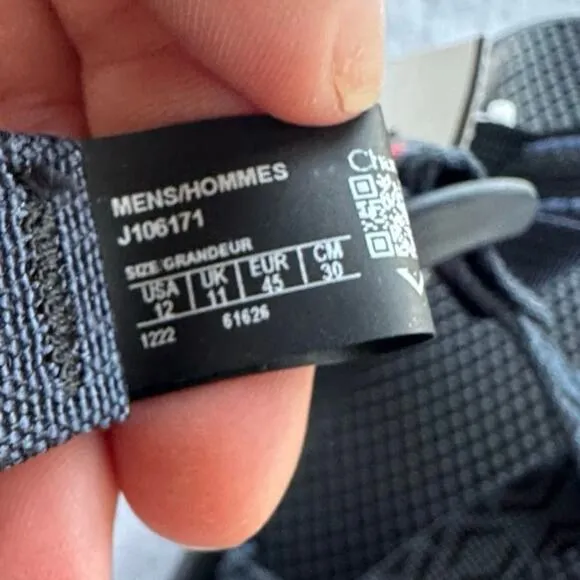 MENS/HOMMES
J106171
SIZE/GRANDEUR
USA UK EUR CM
12 11 45 30
1222 61626